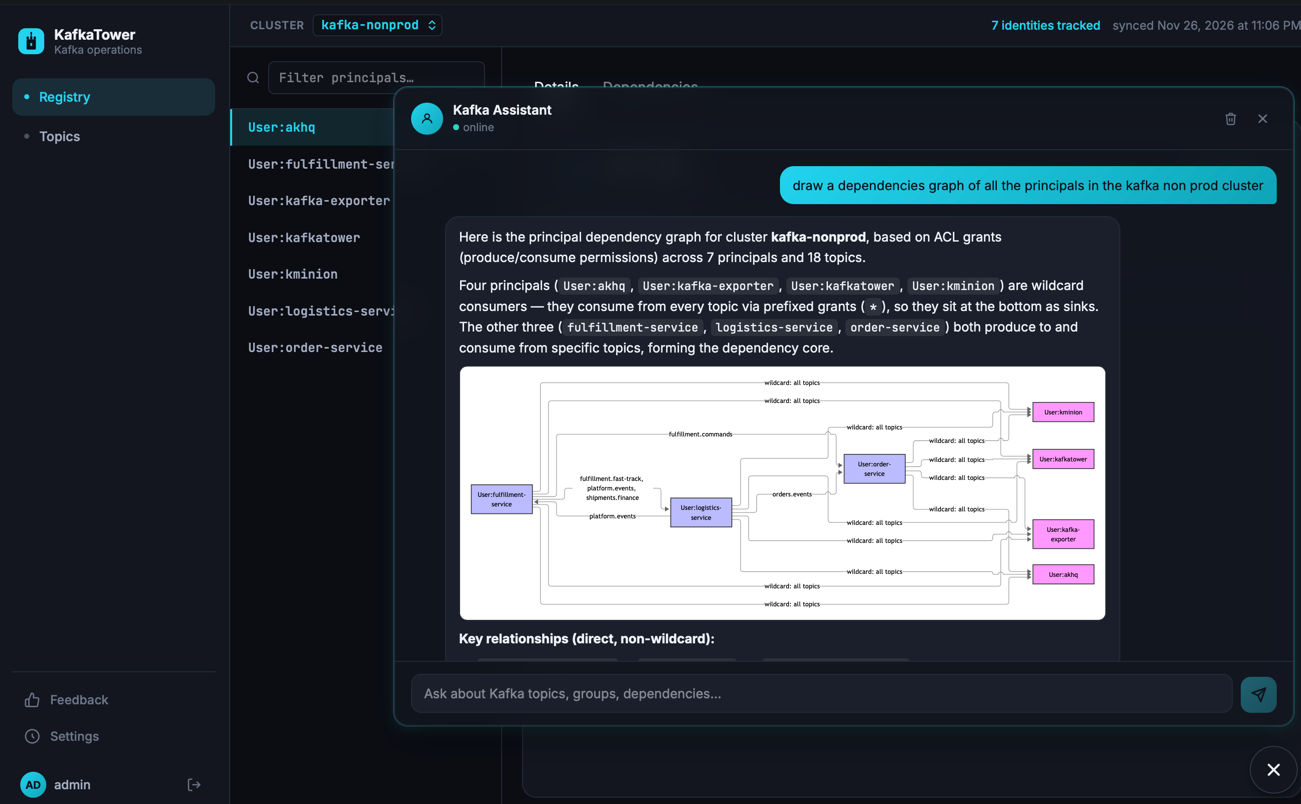 KafkaTower
Kafka operations
Registry
Topics
Feedback
Settings
AD
admin
CLUSTER kafka-nonprod
7 identities tracked synced Nov 26, 2026 at 11:06 PM
Filter principals…
User:akhq
User:fulfillment-ser
User:kafka-exporter
User:kafkatower
User:kminion
User:logistics-servi
User:order-service
Details Dependencies
Kafka Assistant
online
draw a dependencies graph of all the principals in the kafka non prod cluster
Here is the principal dependency graph for cluster kafka-nonprod, based on ACL grants
(produce/consume permissions) across 7 principals and 18 topics.
Four principals ( User:akhq , User:kafka-exporter , User:kafkatower , User:kminion ) are wildcard
consumers — they consume from every topic via prefixed grants ( * ), so they sit at the bottom as sinks.
The other three ( fulfillment-service , logistics-service , order-service ) both produce to and
consume from specific topics, forming the dependency core.
wildcard: all topics
wildcard: all topics
User:kminion
wildcard: all topics
fulfillment.commands
wildcard: all topics
User:order-
service
wildcard: all topics
User:kafkatower
wildcard: all topics
fulfillment.fast-track,
platform.events,
shipments.finance
User:fulfillment-
service
orders.events
User:logistics-
service
wildcard: all topics
platform.events
wildcard: all topics
User:kafka-
exporter
wildcard: all topics
wildcard: all topics
User:akhq
wildcard: all topics
wildcard: all topics
Key relationships (direct, non-wildcard):
Ask about Kafka topics, groups, dependencies...